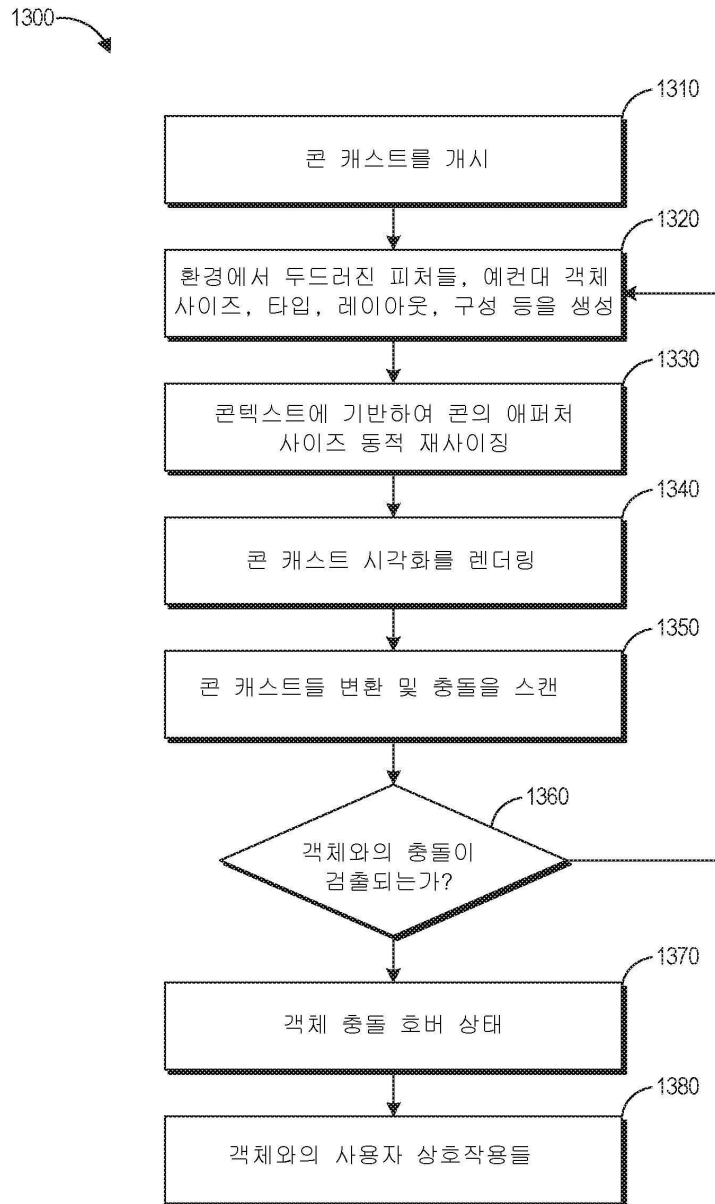 1300
1310
콘 캐스트를 개시
1320
환경에서 두드러진 피처들, 예컨대 객체
사이즈, 타입, 레이아웃, 구성 등을 생성
1330
콘텍스트에 기반하여 콘의 애퍼처
사이즈 동적 재사이징
1340
콘 캐스트 시각화를 렌더링
1350
콘 캐스트들 변환 및 충돌을 스캔
1360
객체와의 충돌이
검출되는가?
1370
객체 충돌 호버 상태
1380
객체와의 사용자 상호작용들